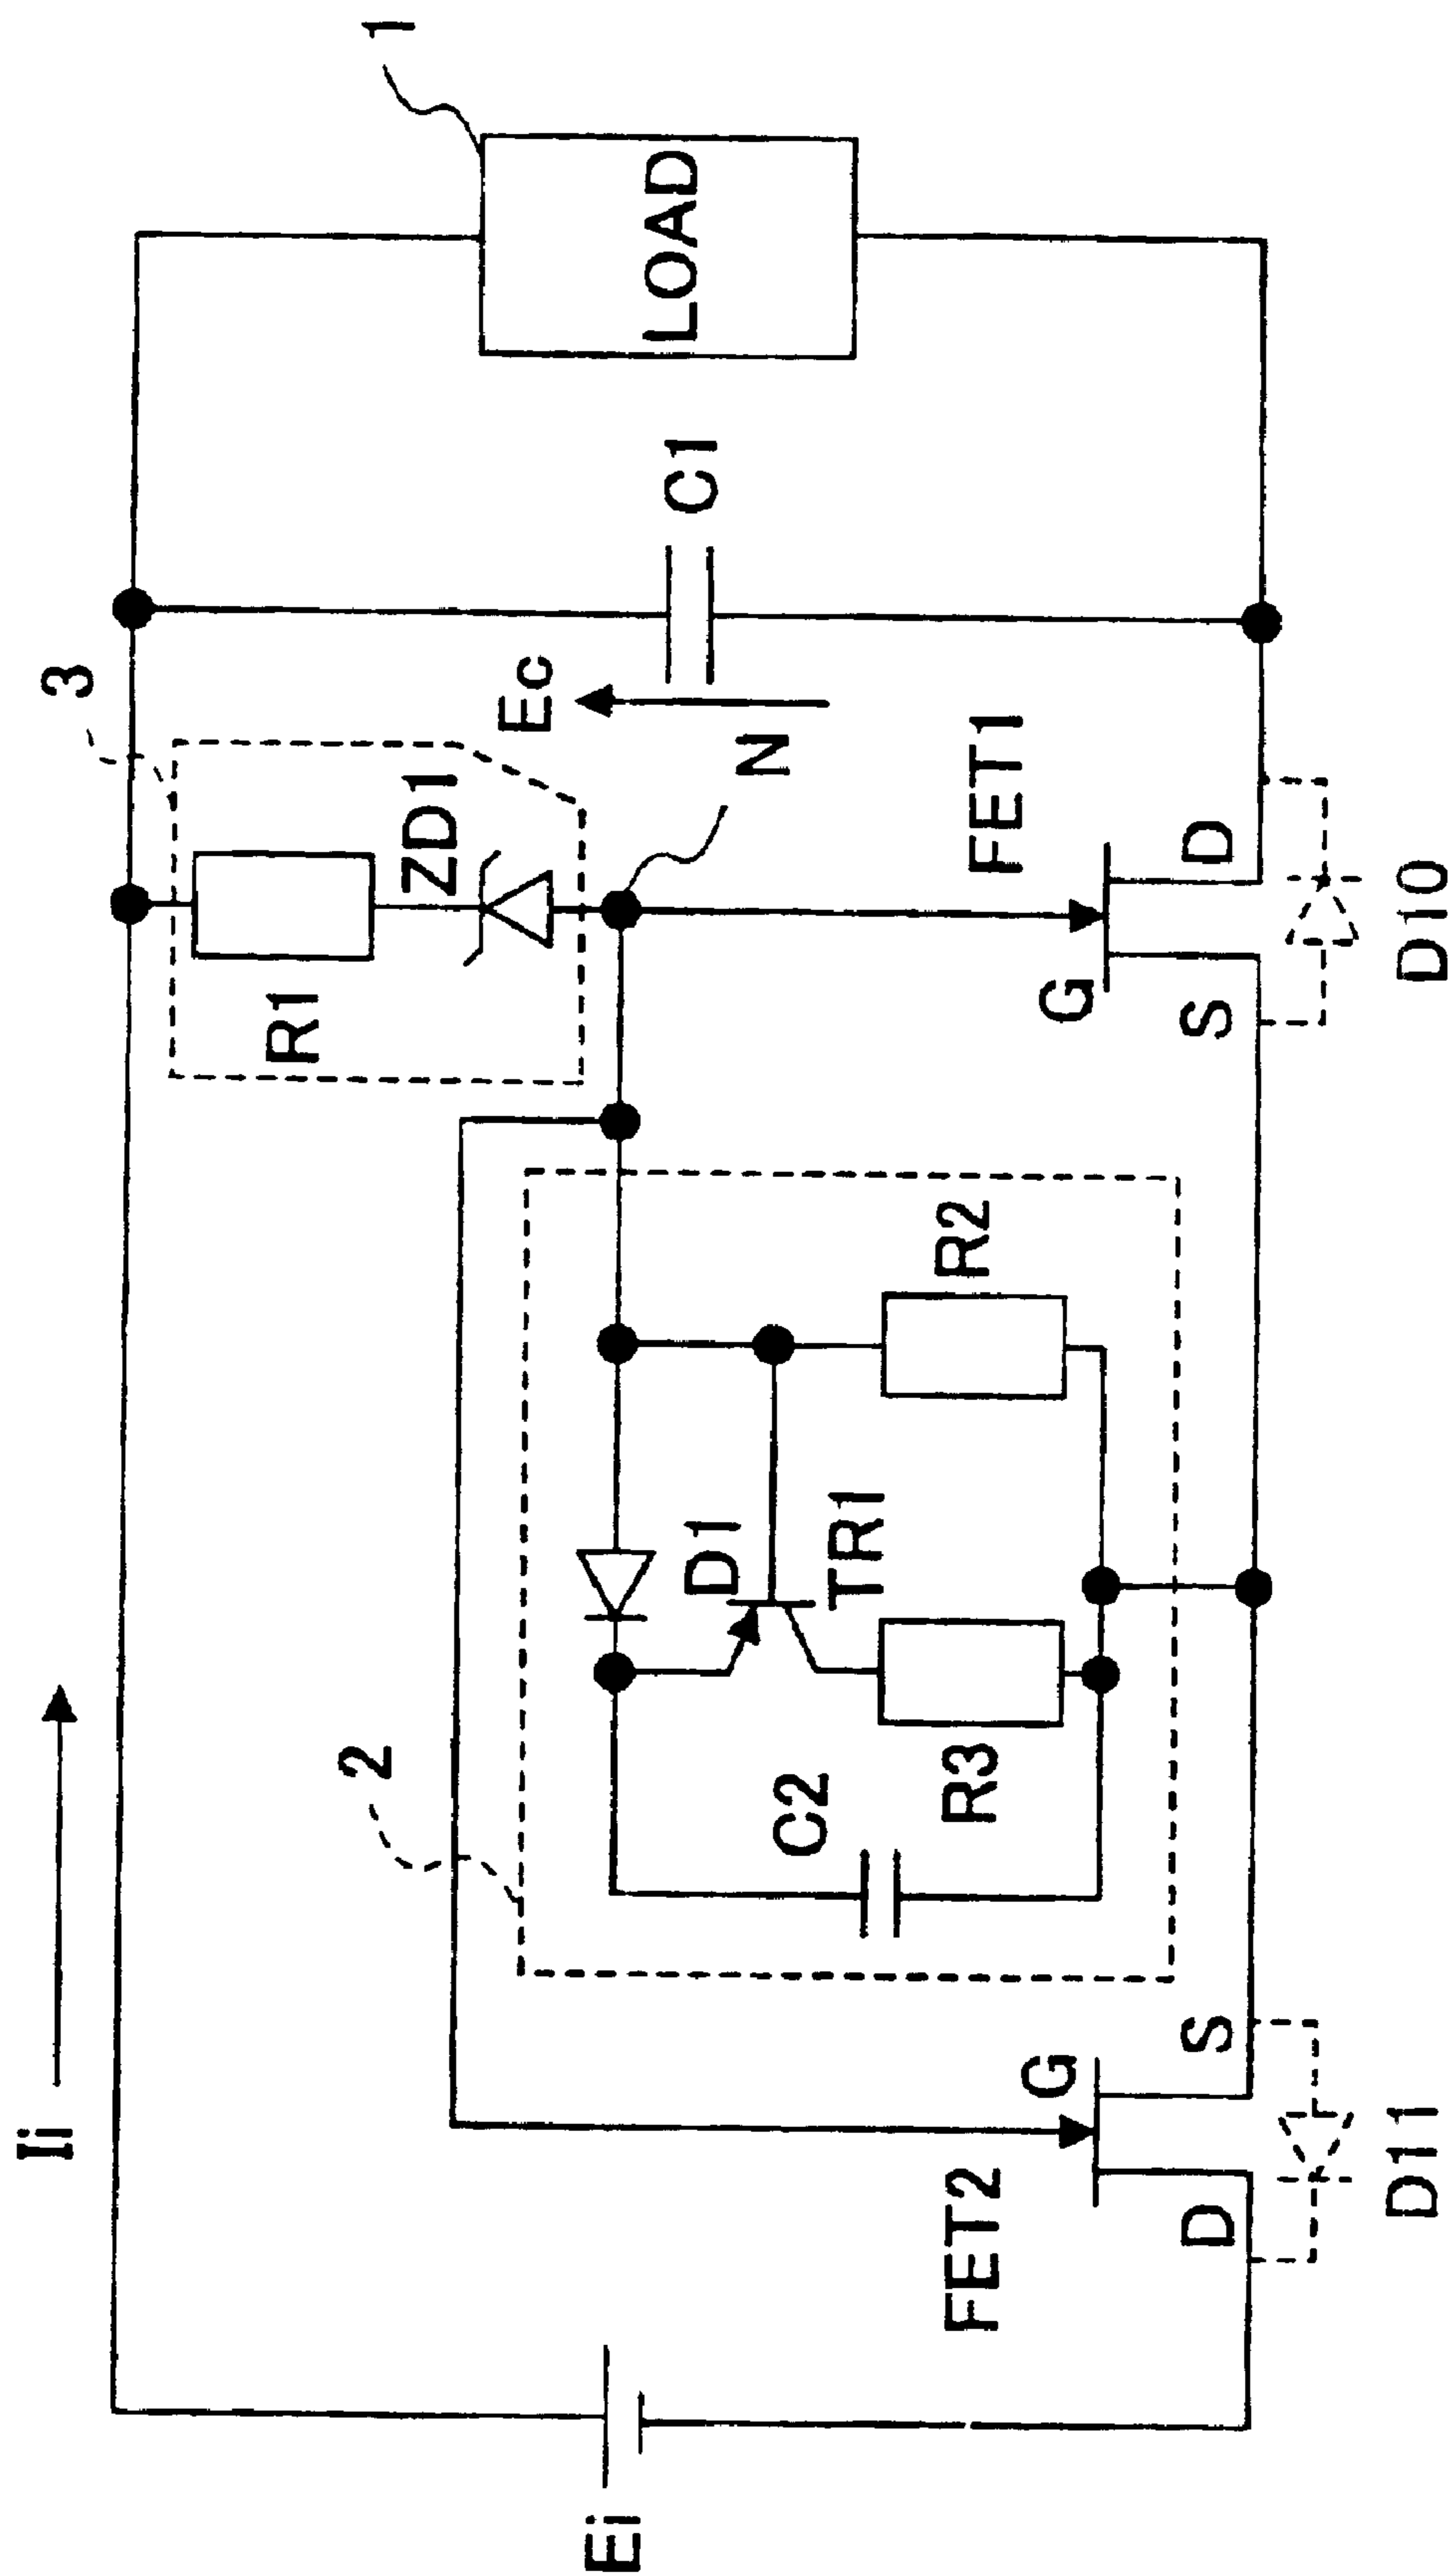 Ii
3
1
R1
ZD1
Ec
C1
LOAD
N
2
D1
TR1
R2
C2
R3
FET1
G
S
D
D10
FET2
G
D
S
D11
Ei